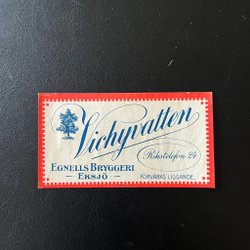 Vichyvatten
Rikstelefon 24
EGNELLS BRYGGERI
– EKSJÖ –
FÖRVARAS LIGGANDE.